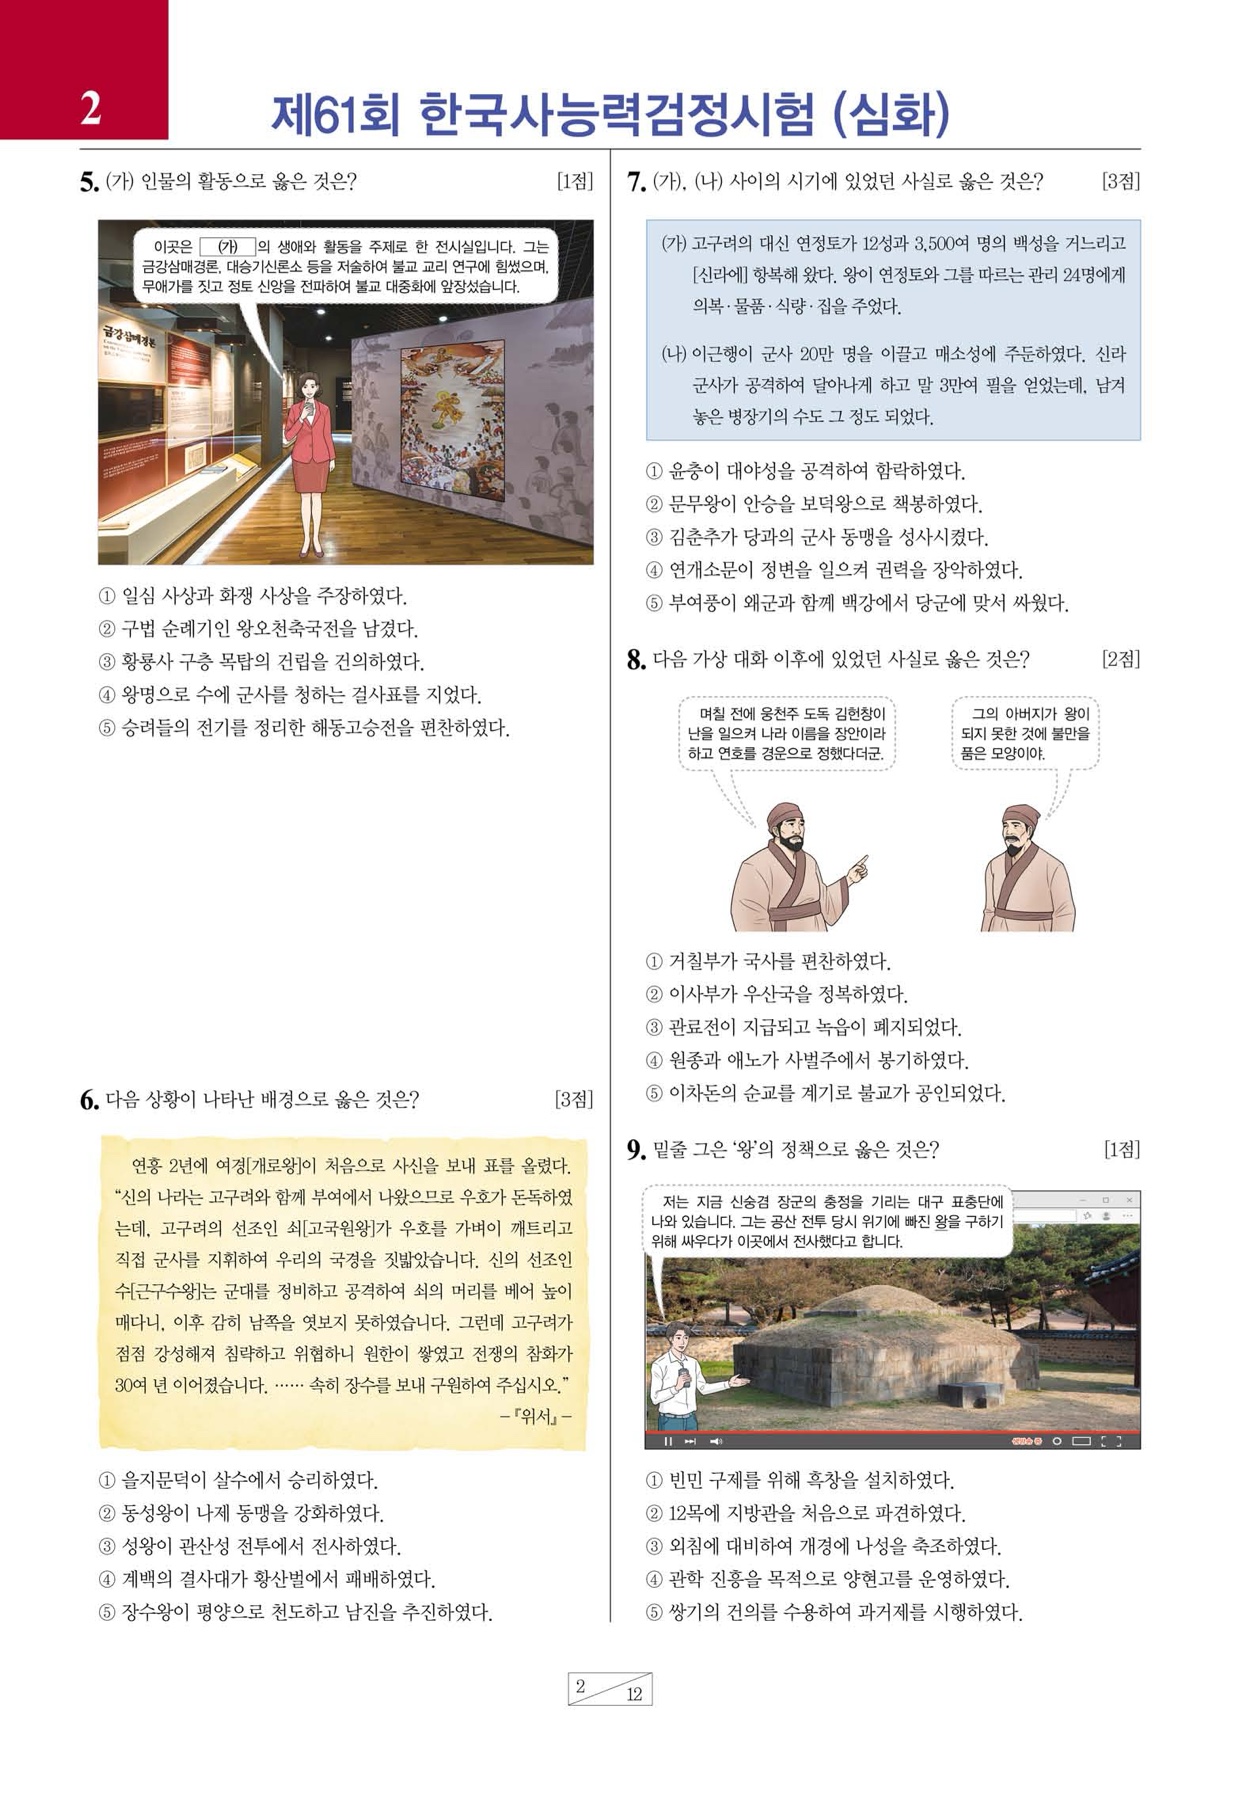 2
제61회 한국사능력검정시험 (심화)
5. (가) 인물의 활동으로 옳은 것은? [1점]
이곳은 (가) 의 생애와 활동을 주제로 한 전시실입니다. 그는
금강삼매경론, 대승기신론소 등을 저술하여 불교 교리 연구에 힘썼으며,
무애가를 짓고 정토 신앙을 전파하여 불교 대중화에 앞장섰습니다.
금강삼매경론
① 일심 사상과 화쟁 사상을 주장하였다.
② 구법 순례기인 왕오천축국전을 남겼다.
③ 황룡사 구층 목탑의 건립을 건의하였다.
④ 왕명으로 수에 군사를 청하는 걸사표를 지었다.
⑤ 승려들의 전기를 정리한 해동고승전을 편찬하였다.
6. 다음 상황이 나타난 배경으로 옳은 것은? [3점]
연흥 2년에 여경[개로왕]이 처음으로 사신을 보내 표를 올렸다.
“신의 나라는 고구려와 함께 부여에서 나왔으므로 우호가 돈독하였
는데, 고구려의 선조인 쇠[고국원왕]가 우호를 가벼이 깨트리고
직접 군사를 지휘하여 우리의 국경을 짓밟았습니다. 신의 선조인
수[근구수왕]는 군대를 정비하고 공격하여 쇠의 머리를 베어 높이
매다니, 이후 감히 남쪽을 엿보지 못하였습니다. 그런데 고구려가
점점 강성해져 침략하고 위협하니 원한이 쌓였고 전쟁의 참화가
30여 년 이어졌습니다. …… 속히 장수를 보내 구원하여 주십시오.”
－『위서』－
① 을지문덕이 살수에서 승리하였다.
② 동성왕이 나제 동맹을 강화하였다.
③ 성왕이 관산성 전투에서 전사하였다.
④ 계백의 결사대가 황산벌에서 패배하였다.
⑤ 장수왕이 평양으로 천도하고 남진을 추진하였다.
7. (가), (나) 사이의 시기에 있었던 사실로 옳은 것은? [3점]
(가) 고구려의 대신 연정토가 12성과 3,500여 명의 백성을 거느리고
[신라에] 항복해 왔다. 왕이 연정토와 그를 따르는 관리 24명에게
의복·물품·식량·집을 주었다.
(나) 이근행이 군사 20만 명을 이끌고 매소성에 주둔하였다. 신라
군사가 공격하여 달아나게 하고 말 3만여 필을 얻었는데, 남겨
놓은 병장기의 수도 그 정도 되었다.
① 윤충이 대야성을 공격하여 함락하였다.
② 문무왕이 안승을 보덕왕으로 책봉하였다.
③ 김춘추가 당과의 군사 동맹을 성사시켰다.
④ 연개소문이 정변을 일으켜 권력을 장악하였다.
⑤ 부여풍이 왜군과 함께 백강에서 당군에 맞서 싸웠다.
8. 다음 가상 대화 이후에 있었던 사실로 옳은 것은? [2점]
며칠 전에 웅천주 도독 김헌창이
난을 일으켜 나라 이름을 장안이라
하고 연호를 경운으로 정했다더군.
그의 아버지가 왕이
되지 못한 것에 불만을
품은 모양이야.
① 거칠부가 국사를 편찬하였다.
② 이사부가 우산국을 정복하였다.
③ 관료전이 지급되고 녹읍이 폐지되었다.
④ 원종과 애노가 사벌주에서 봉기하였다.
⑤ 이차돈의 순교를 계기로 불교가 공인되었다.
9. 밑줄 그은 ‘왕’의 정책으로 옳은 것은? [1점]
저는 지금 신숭겸 장군의 충정을 기리는 대구 표충단에
나와 있습니다. 그는 공산 전투 당시 위기에 빠진 왕을 구하기
위해 싸우다가 이곳에서 전사했다고 합니다.
생방송 중
① 빈민 구제를 위해 흑창을 설치하였다.
② 12목에 지방관을 처음으로 파견하였다.
③ 외침에 대비하여 개경에 나성을 축조하였다.
④ 관학 진흥을 목적으로 양현고를 운영하였다.
⑤ 쌍기의 건의를 수용하여 과거제를 시행하였다.
2
12